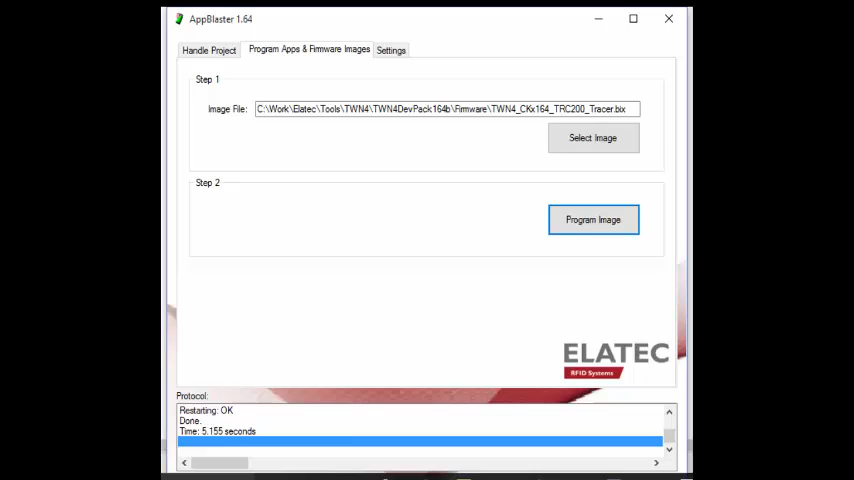 AppBlaster 1.64
Handle Project Program Apps & Firmware Images Settings
Step 1
Image File: C:\Work\Elatec\Tools\TWN4\TWN4DevPack164b\Firmware\TWN4_CKx164_TRC200_Tracer.bix
Select Image
Step 2
Program Image
ELATEC
RFID Systems
Protocol:
Restarting: OK
Done.
Time: 5.155 seconds